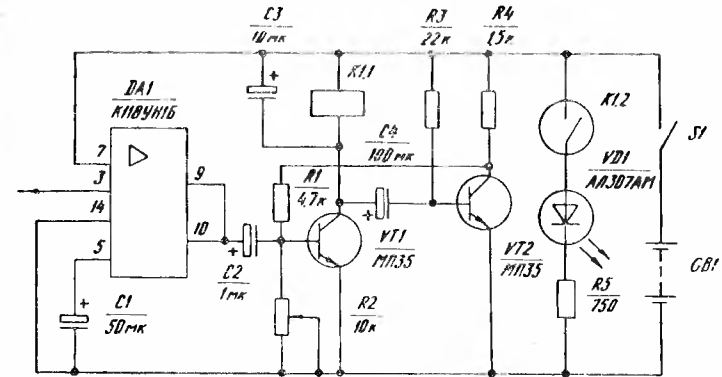 C3
10мк
R3
22к
R4
1,5к
DA1
К118УН1Б
К1.1
К1.2
S1
7
3
14
5
9
10
C4
100мк
R1
4,7к
VD1
АЛ307АМ
VT1
МП35
VT2
МП35
C2
1мк
R2
10к
C1
50мк
R5
750
GB1